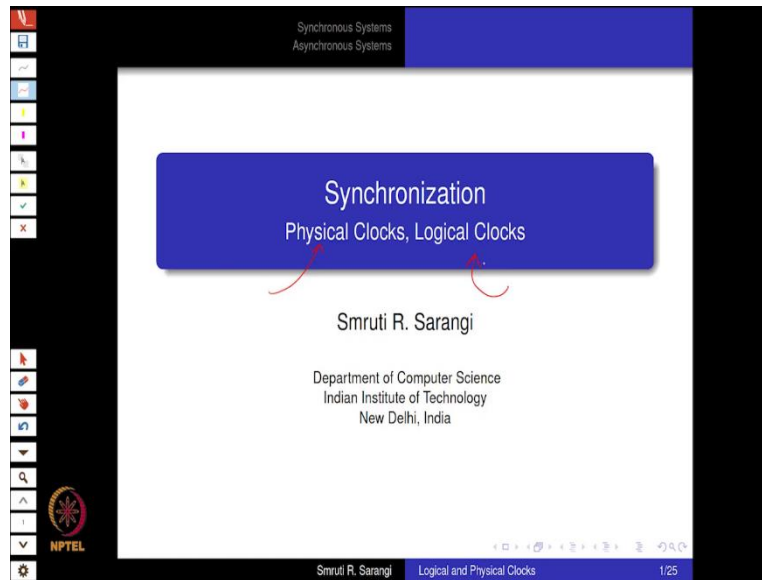 Synchronous Systems
Asynchronous Systems
Synchronization
Physical Clocks, Logical Clocks
Smruti R. Sarangi
Department of Computer Science
Indian Institute of Technology
New Delhi, India
NPTEL
Smruti R. Sarangi Logical and Physical Clocks 1/25